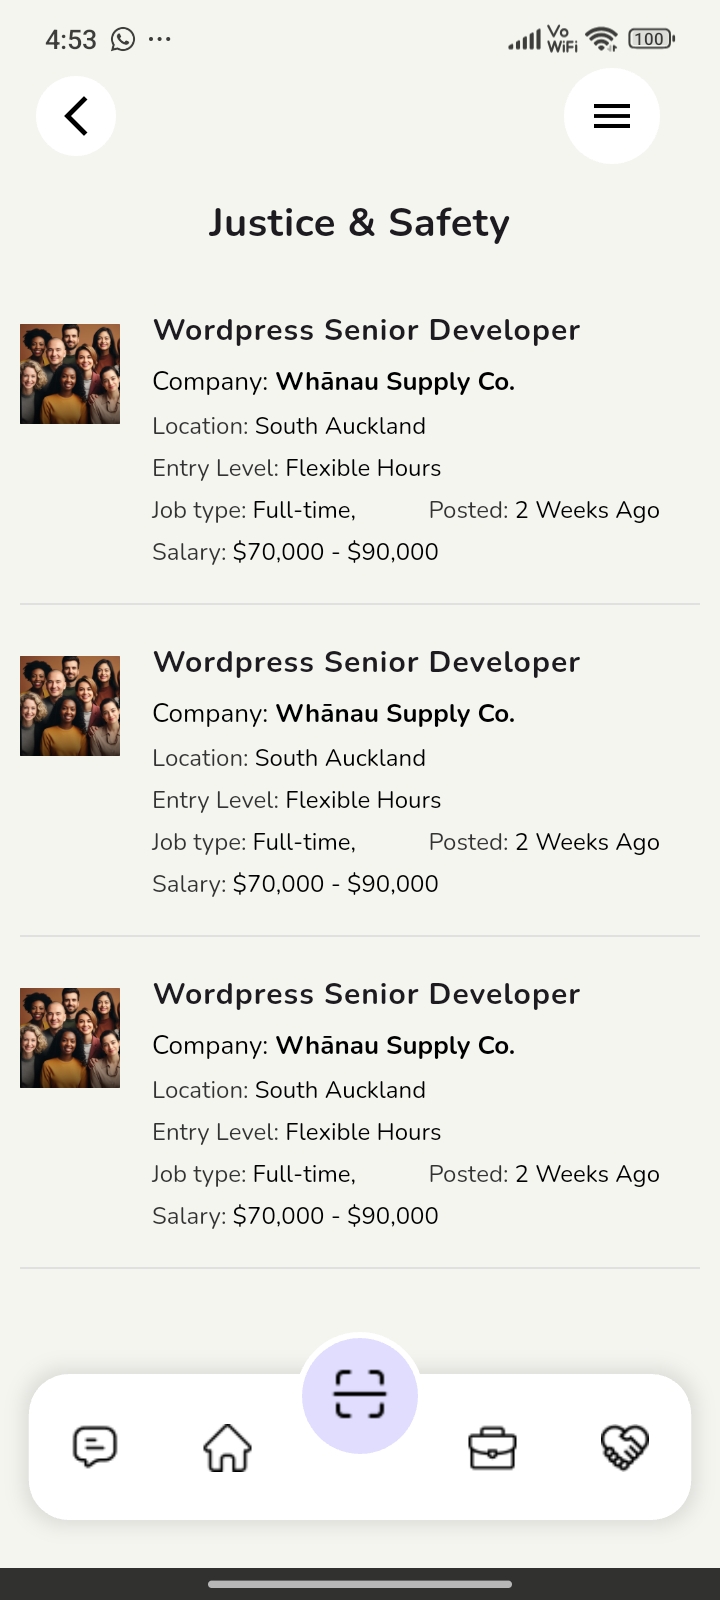 4:53
Vo
WiFi
100
Justice & Safety
Wordpress Senior Developer
Company: Whānau Supply Co.
Location: South Auckland
Entry Level: Flexible Hours
Job type: Full-time, Posted: 2 Weeks Ago
Salary: $70,000 - $90,000
Wordpress Senior Developer
Company: Whānau Supply Co.
Location: South Auckland
Entry Level: Flexible Hours
Job type: Full-time, Posted: 2 Weeks Ago
Salary: $70,000 - $90,000
Wordpress Senior Developer
Company: Whānau Supply Co.
Location: South Auckland
Entry Level: Flexible Hours
Job type: Full-time, Posted: 2 Weeks Ago
Salary: $70,000 - $90,000